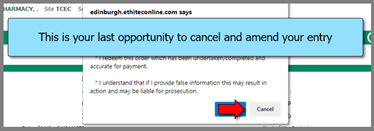 HARMACY, . Site TCEC
edinburgh.ethiteconline.com says
This is your last opportunity to cancel and amend your entry
* I redeem this order which has been undertaken/completed and
accurate for payment.
* I understand that if I provide false information this may result in
action and may be liable for prosecution.
Cancel